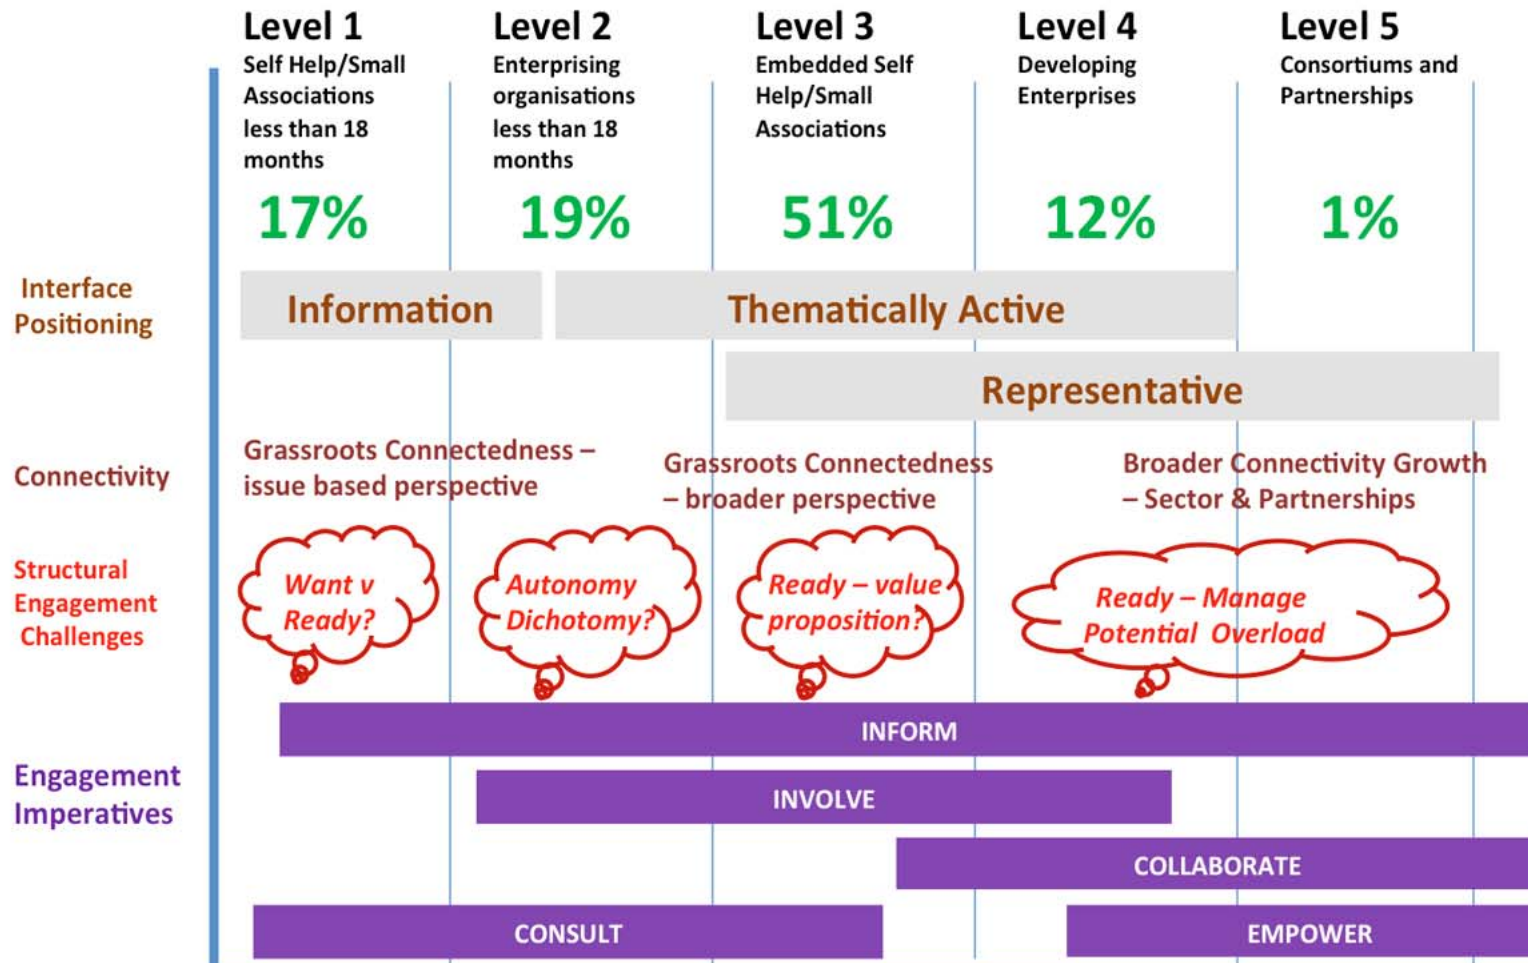 Level 1
Self Help/Small
Associations
less than 18
months
17%
Level 2
Enterprising
organisations
less than 18
months
19%
Level 3
Embedded Self
Help/Small
Associations
51%
Level 4
Developing
Enterprises
12%
Level 5
Consortiums and
Partnerships
1%
Interface
Positioning
Information
Thematically Active
Representative
Connectivity
Grassroots Connectedness –
issue based perspective
Grassroots Connectedness
– broader perspective
Broader Connectivity Growth
– Sector & Partnerships
Structural
Engagement
Challenges
Want v
Ready?
Autonomy
Dichotomy?
Ready – value
proposition?
Ready – Manage
Potential Overload
Engagement
Imperatives
INFORM
INVOLVE
COLLABORATE
CONSULT
EMPOWER